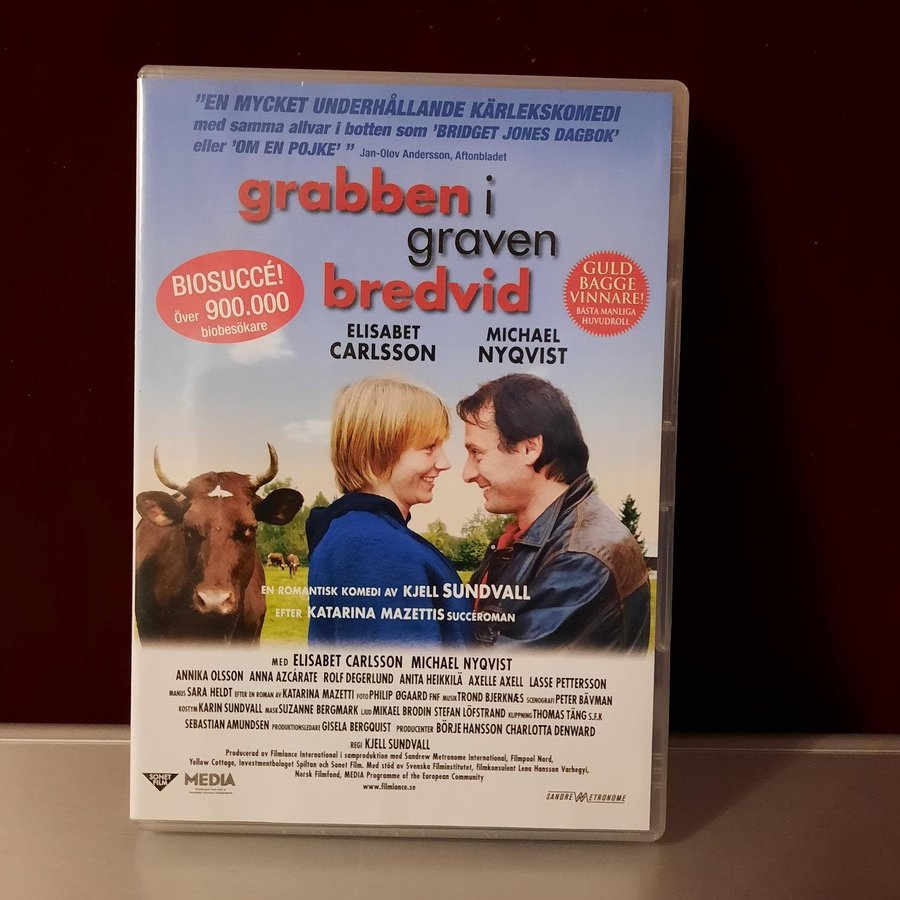 "EN MYCKET UNDERHÅLLANDE KÄRLEKSKOMEDI
med samma allvar i botten som 'BRIDGET JONES DAGBOK'
eller 'OM EN POJKE' " Jan-Olov Andersson, Aftonbladet
grabben i
graven
bredvid
BIOSUCCÉ!
Över 900.000
biobesökare
GULD
BAGGE
VINNARE!
BÄSTA MANLIGA
HUVUDROLL
ELISABET
CARLSSON
MICHAEL
NYQVIST
EN ROMANTISK KOMEDI AV KJELL SUNDVALL
EFTER KATARINA MAZETTIS SUCCÉROMAN
MED ELISABET CARLSSON MICHAEL NYQVIST
ANNIKA OLSSON ANNA AZCÁRATE ROLF DEGERLUND ANITA HEIKKILÄ AXELLE AXELL LASSE PETTERSSON
MANUS SARA HELDT EFTER EN ROMAN AV KATARINA MAZETTI FOTO PHILIP ØGAARD FNF MUSIK TROND BJERKNÆS SCENOGRAFI PETER BÄVMAN
KOSTYM KARIN SUNDVALL MASK SUZANNE BERGMARK LJUD MIKAEL BRODIN STEFAN LÖFSTRAND KLIPPNING THOMAS TÄNG S.F.K
SEBASTIAN AMUNDSEN PRODUKTIONSLEDARE GISELA BERGQUIST PRODUCENTER BÖRJE HANSSON CHARLOTTA DENWARD
REGI KJELL SUNDVALL
Producerad av Filmlance International i samproduktion med Sandrew Metronome International, Filmpool Nord,
Yellow Cottage, Investmentbolaget Spiltan och Sonet Film. Med stöd av Svenska Filminstitutet, filmkonsulent Lena Hansson Varhegyi,
Norsk Filmfond, MEDIA Programme of the European Community
www.filmlance.se
SONET
FILM
MEDIA
SANDREW METRONOME